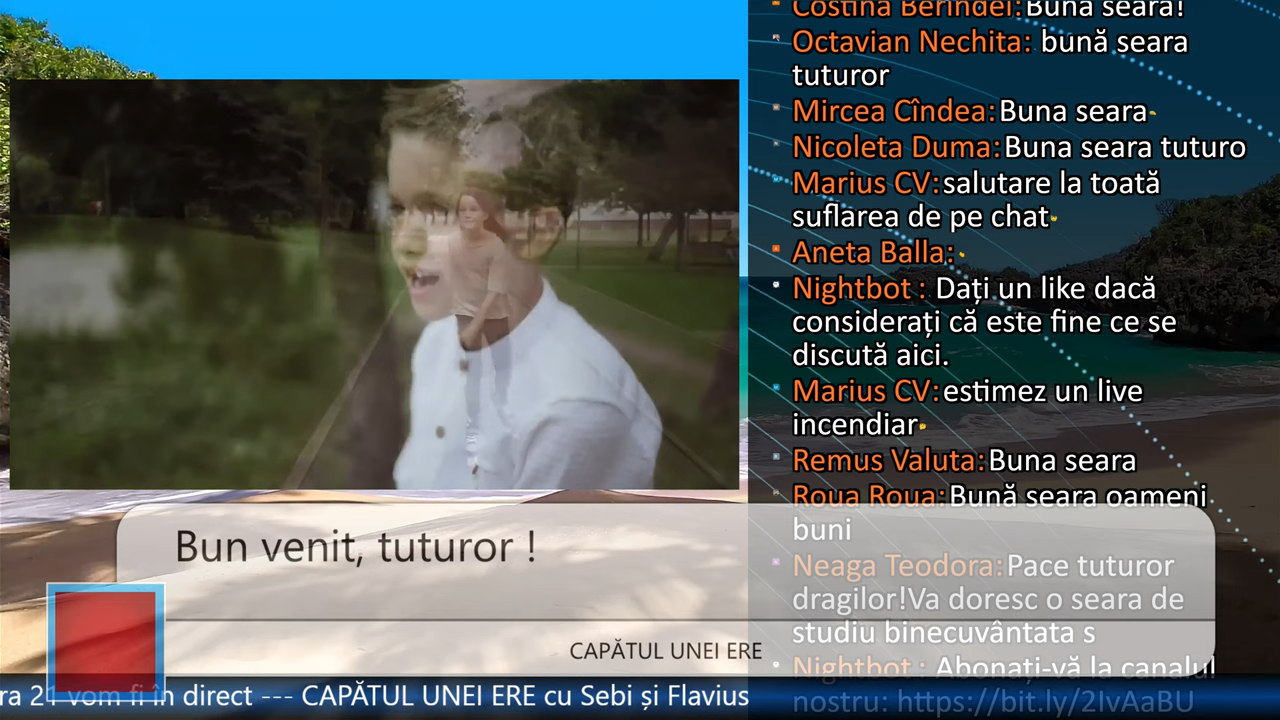 Costina Berindei: Buna seara!
Octavian Nechita: bună seara
tuturor
Mircea Cîndea: Buna seara
Nicoleta Duma: Buna seara tuturo
Marius CV: salutare la toată
suflarea de pe chat
Aneta Balla:
Nightbot : Dați un like dacă
considerați că este fine ce se
discută aici.
Marius CV: estimez un live
incendiar
Remus Valuta: Buna seara
Roua Roua: Bună seara oameni
buni
Neaga Teodora: Pace tuturor
dragilor!Va doresc o seara de
studiu binecuvântata s
Nightbot : Abonați-vă la canalul
nostru: https://bit.ly/2IvAaBU
Bun venit, tuturor !
CAPĂTUL UNEI ERE
ra 21 vom fi în direct --- CAPĂTUL UNEI ERE cu Sebi și Flavius